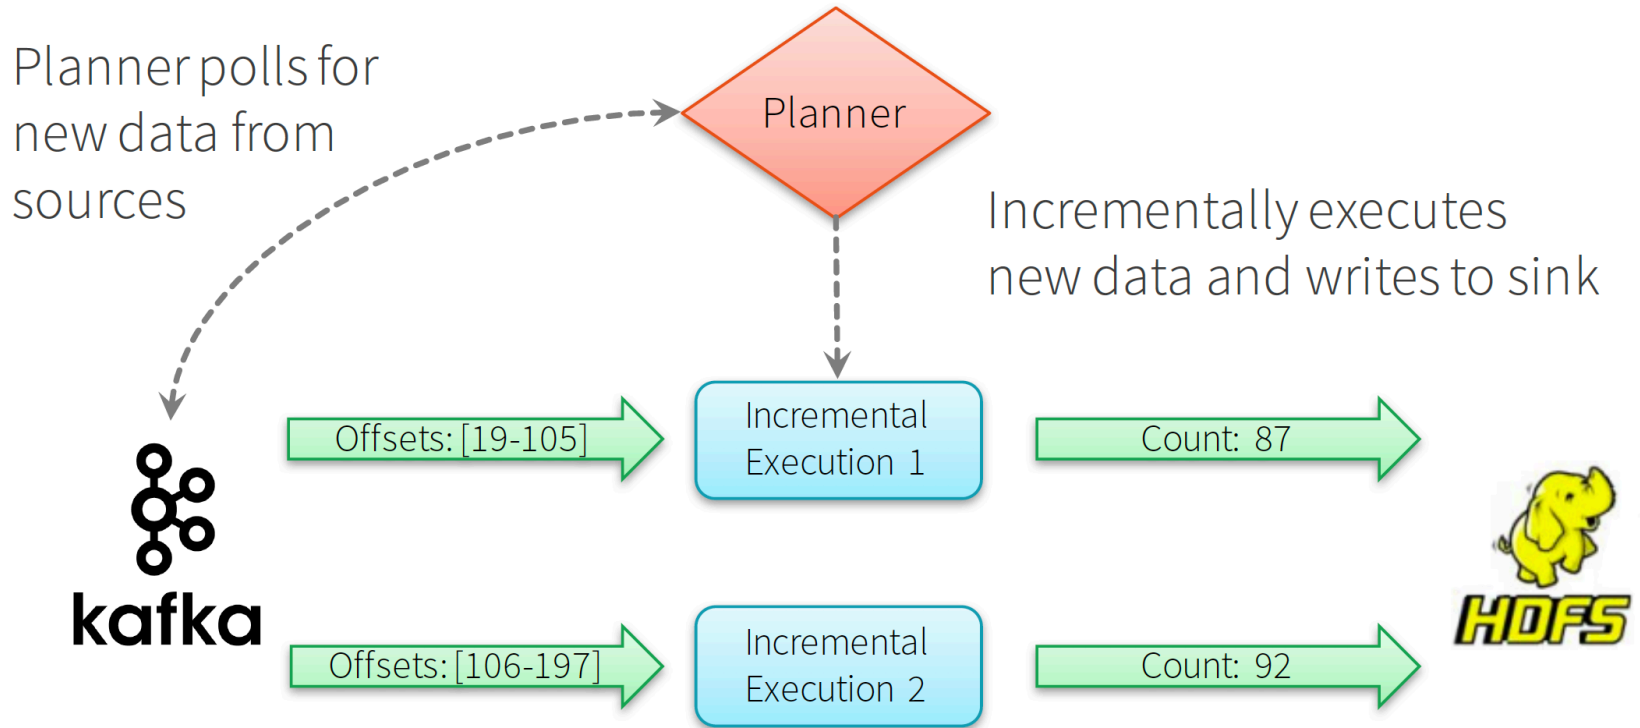 Planner polls for
new data from
sources
Planner
Incrementally executes
new data and writes to sink
Offsets: [19-105]
Incremental
Execution 1
Count: 87
kafka
HDFS
Offsets: [106-197]
Incremental
Execution 2
Count: 92